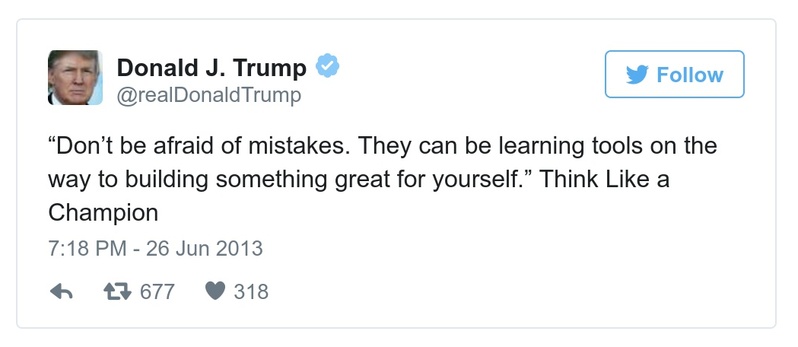 Donald J. Trump
@realDonaldTrump
Follow
“Don’t be afraid of mistakes. They can be learning tools on the
way to building something great for yourself.” Think Like a
Champion
7:18 PM - 26 Jun 2013
677 318